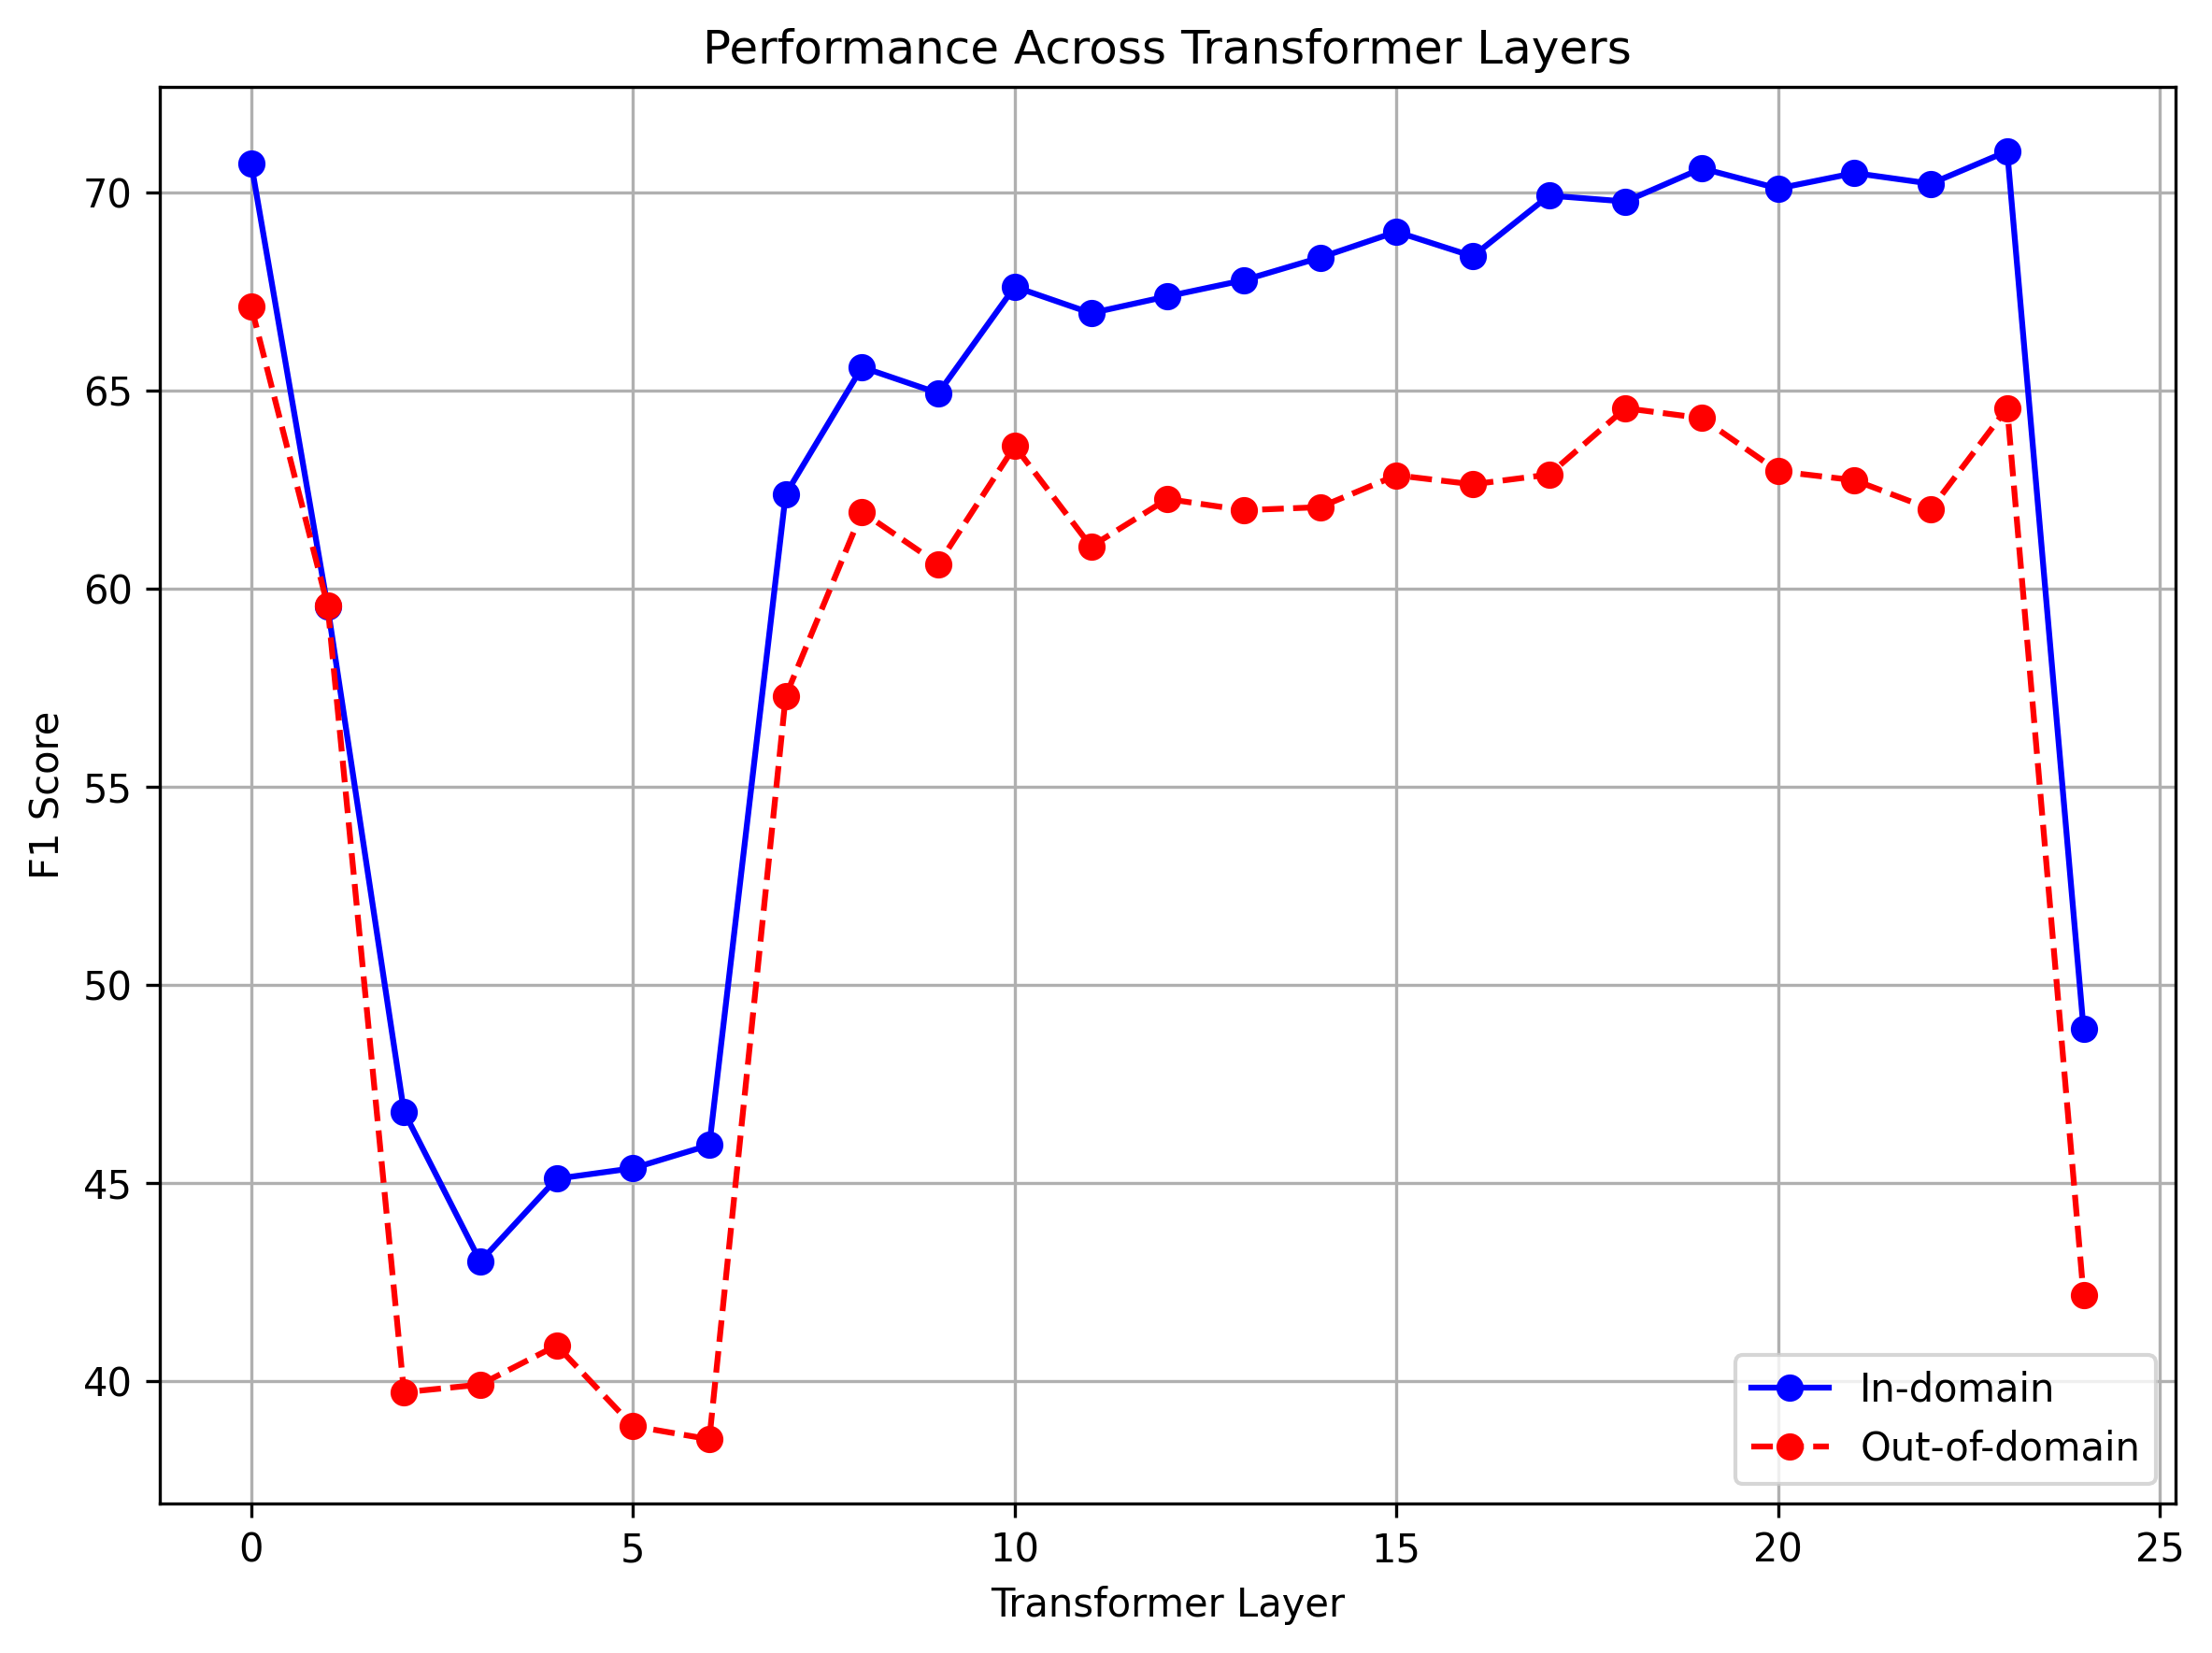 Performance Across Transformer Layers
F1 Score
70
65
60
55
50
45
40
0 5 10 15 20 25
Transformer Layer
In-domain
Out-of-domain